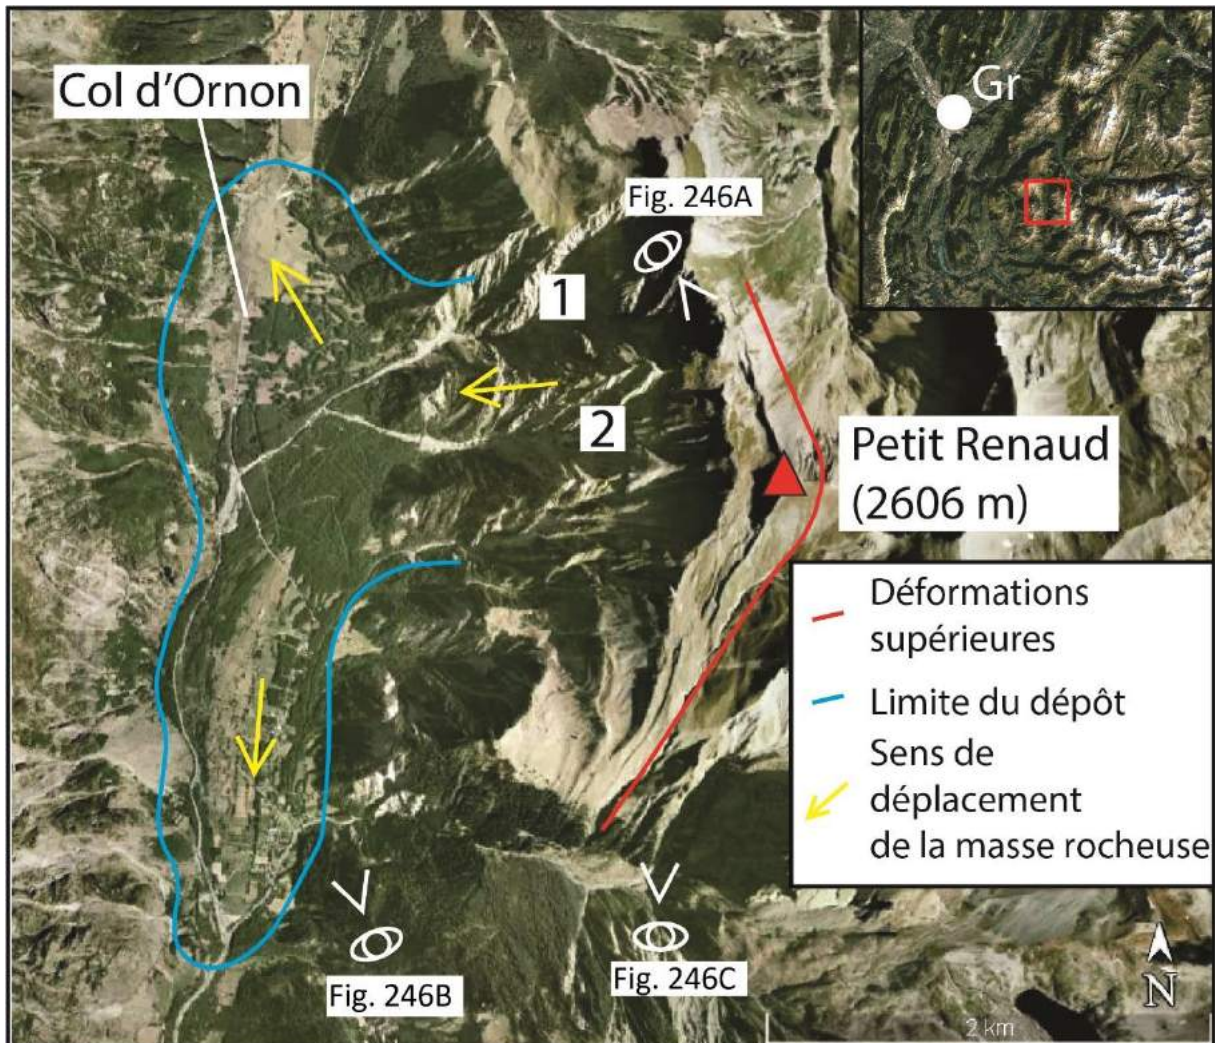 Col d'Ornon
Gr
Fig. 246A
1
2
Petit Renaud
(2606 m)
Déformations
supérieures
Limite du dépôt
Sens de
déplacement
de la masse rocheuse
Fig. 246B
Fig. 246C
N
2 km